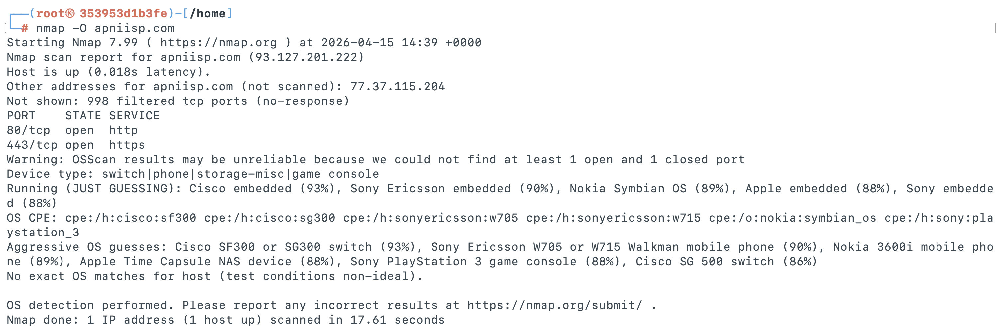 ┌──(root㉿ 353953d1b3fe)-[/home]
[└─# nmap -O apniisp.com ]
Starting Nmap 7.99 ( https://nmap.org ) at 2026-04-15 14:39 +0000
Nmap scan report for apniisp.com (93.127.201.222)
Host is up (0.018s latency).
Other addresses for apniisp.com (not scanned): 77.37.115.204
Not shown: 998 filtered tcp ports (no-response)
PORT    STATE SERVICE
80/tcp  open  http
443/tcp open  https
Warning: OSScan results may be unreliable because we could not find at least 1 open and 1 closed port
Device type: switch|phone|storage-misc|game console
Running (JUST GUESSING): Cisco embedded (93%), Sony Ericsson embedded (90%), Nokia Symbian OS (89%), Apple embedded (88%), Sony embedde
d (88%)
OS CPE: cpe:/h:cisco:sf300 cpe:/h:cisco:sg300 cpe:/h:sonyericsson:w705 cpe:/h:sonyericsson:w715 cpe:/o:nokia:symbian_os cpe:/h:sony:pla
ystation_3
Aggressive OS guesses: Cisco SF300 or SG300 switch (93%), Sony Ericsson W705 or W715 Walkman mobile phone (90%), Nokia 3600i mobile pho
ne (89%), Apple Time Capsule NAS device (88%), Sony PlayStation 3 game console (88%), Cisco SG 500 switch (86%)
No exact OS matches for host (test conditions non-ideal).
OS detection performed. Please report any incorrect results at https://nmap.org/submit/ .
Nmap done: 1 IP address (1 host up) scanned in 17.61 seconds